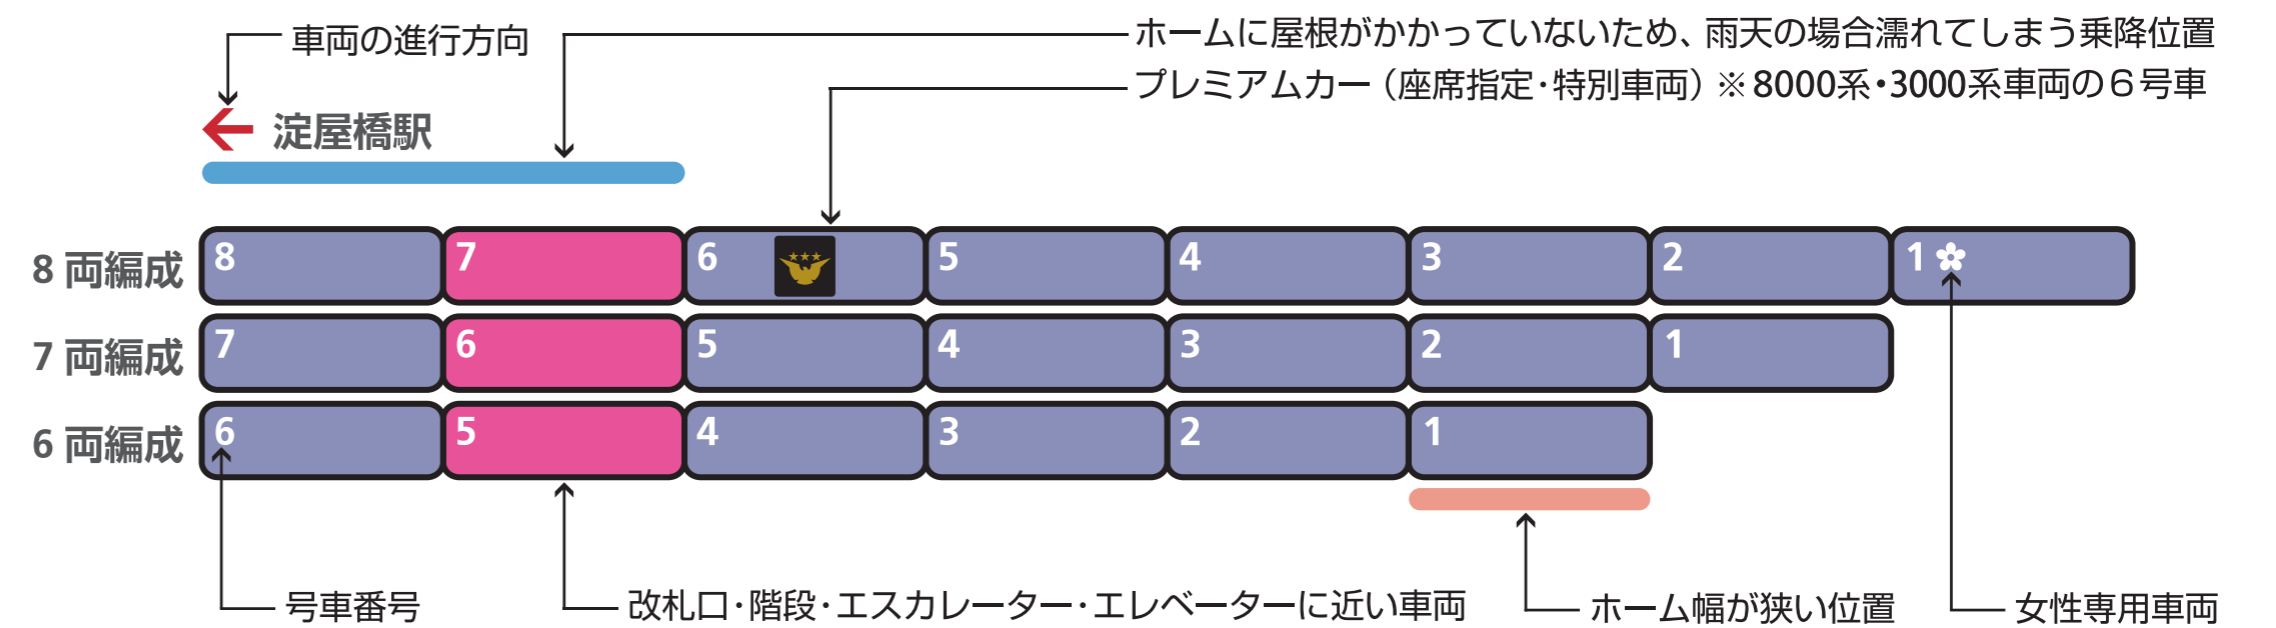 車両の進行方向
ホームに屋根がかかっていないため、雨天の場合濡れてしまう乗降位置
プレミアムカー（座席指定・特別車両）※8000系・3000系車両の６号車
淀屋橋駅
8 両編成 8 7 6 5 4 3 2 1
7 両編成 7 6 5 4 3 2 1
6 両編成 6 5 4 3 2 1
号車番号
改札口・階段・エスカレーター・エレベーターに近い車両
ホーム幅が狭い位置
女性専用車両